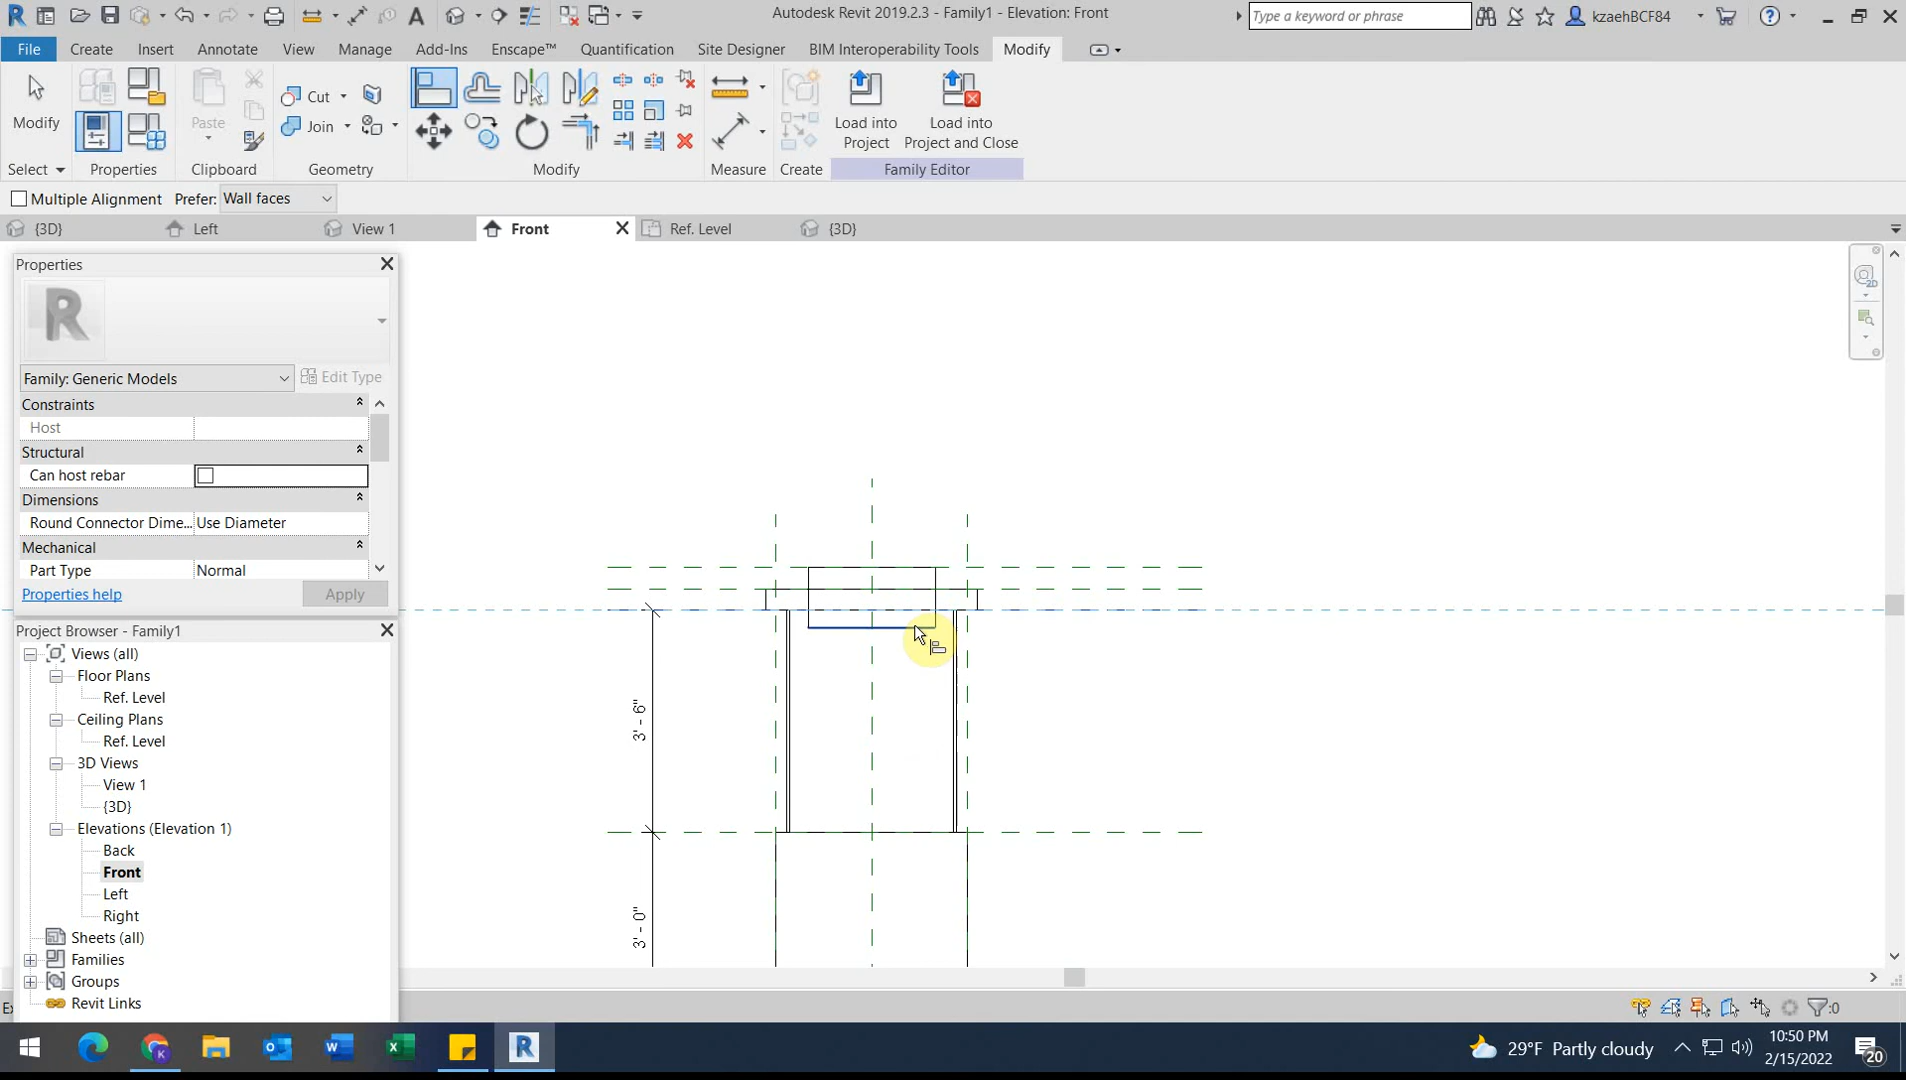 Autodesk Revit 2019.2.3 - Family1 - Elevation: Front
Type a keyword or phrase
kzaehBCF84
File Create Insert Annotate View Manage Add-Ins Enscape™ Quantification Site Designer BIM Interoperability Tools Modify
Modify
Paste
Cut
Join
Load into
Project
Load into
Project and Close
Select Properties Clipboard Geometry Modify Measure Create Family Editor
Multiple Alignment Prefer: Wall faces
{3D} Left View 1 Front Ref. Level {3D}
Properties
R
Family: Generic Models Edit Type
Constraints
Host
Structural
Can host rebar
Dimensions
Round Connector Dime... Use Diameter
Mechanical
Part Type Normal
Properties help Apply
Project Browser - Family1
Views (all)
Floor Plans
Ref. Level
Ceiling Plans
Ref. Level
3D Views
View 1
{3D}
Elevations (Elevation 1)
Back
Front
Left
Right
Sheets (all)
Families
Groups
Revit Links
3' - 6"
3' - 0"
2D
:0
29°F Partly cloudy
10:50 PM
2/15/2022
20